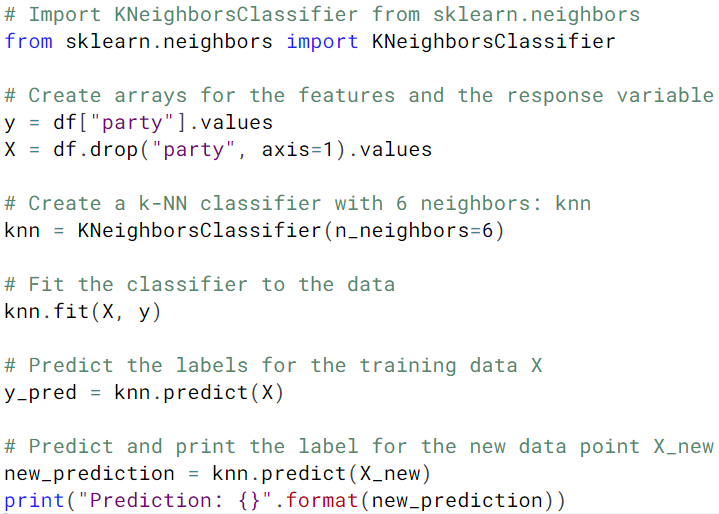 # Import KNeighborsClassifier from sklearn.neighbors
from sklearn.neighbors import KNeighborsClassifier
# Create arrays for the features and the response variable
y = df["party"].values
X = df.drop("party", axis=1).values
# Create a k-NN classifier with 6 neighbors: knn
knn = KNeighborsClassifier(n_neighbors=6)
# Fit the classifier to the data
knn.fit(X, y)
# Predict the labels for the training data X
y_pred = knn.predict(X)
# Predict and print the label for the new data point X_new
new_prediction = knn.predict(X_new)
print("Prediction: {}".format(new_prediction))